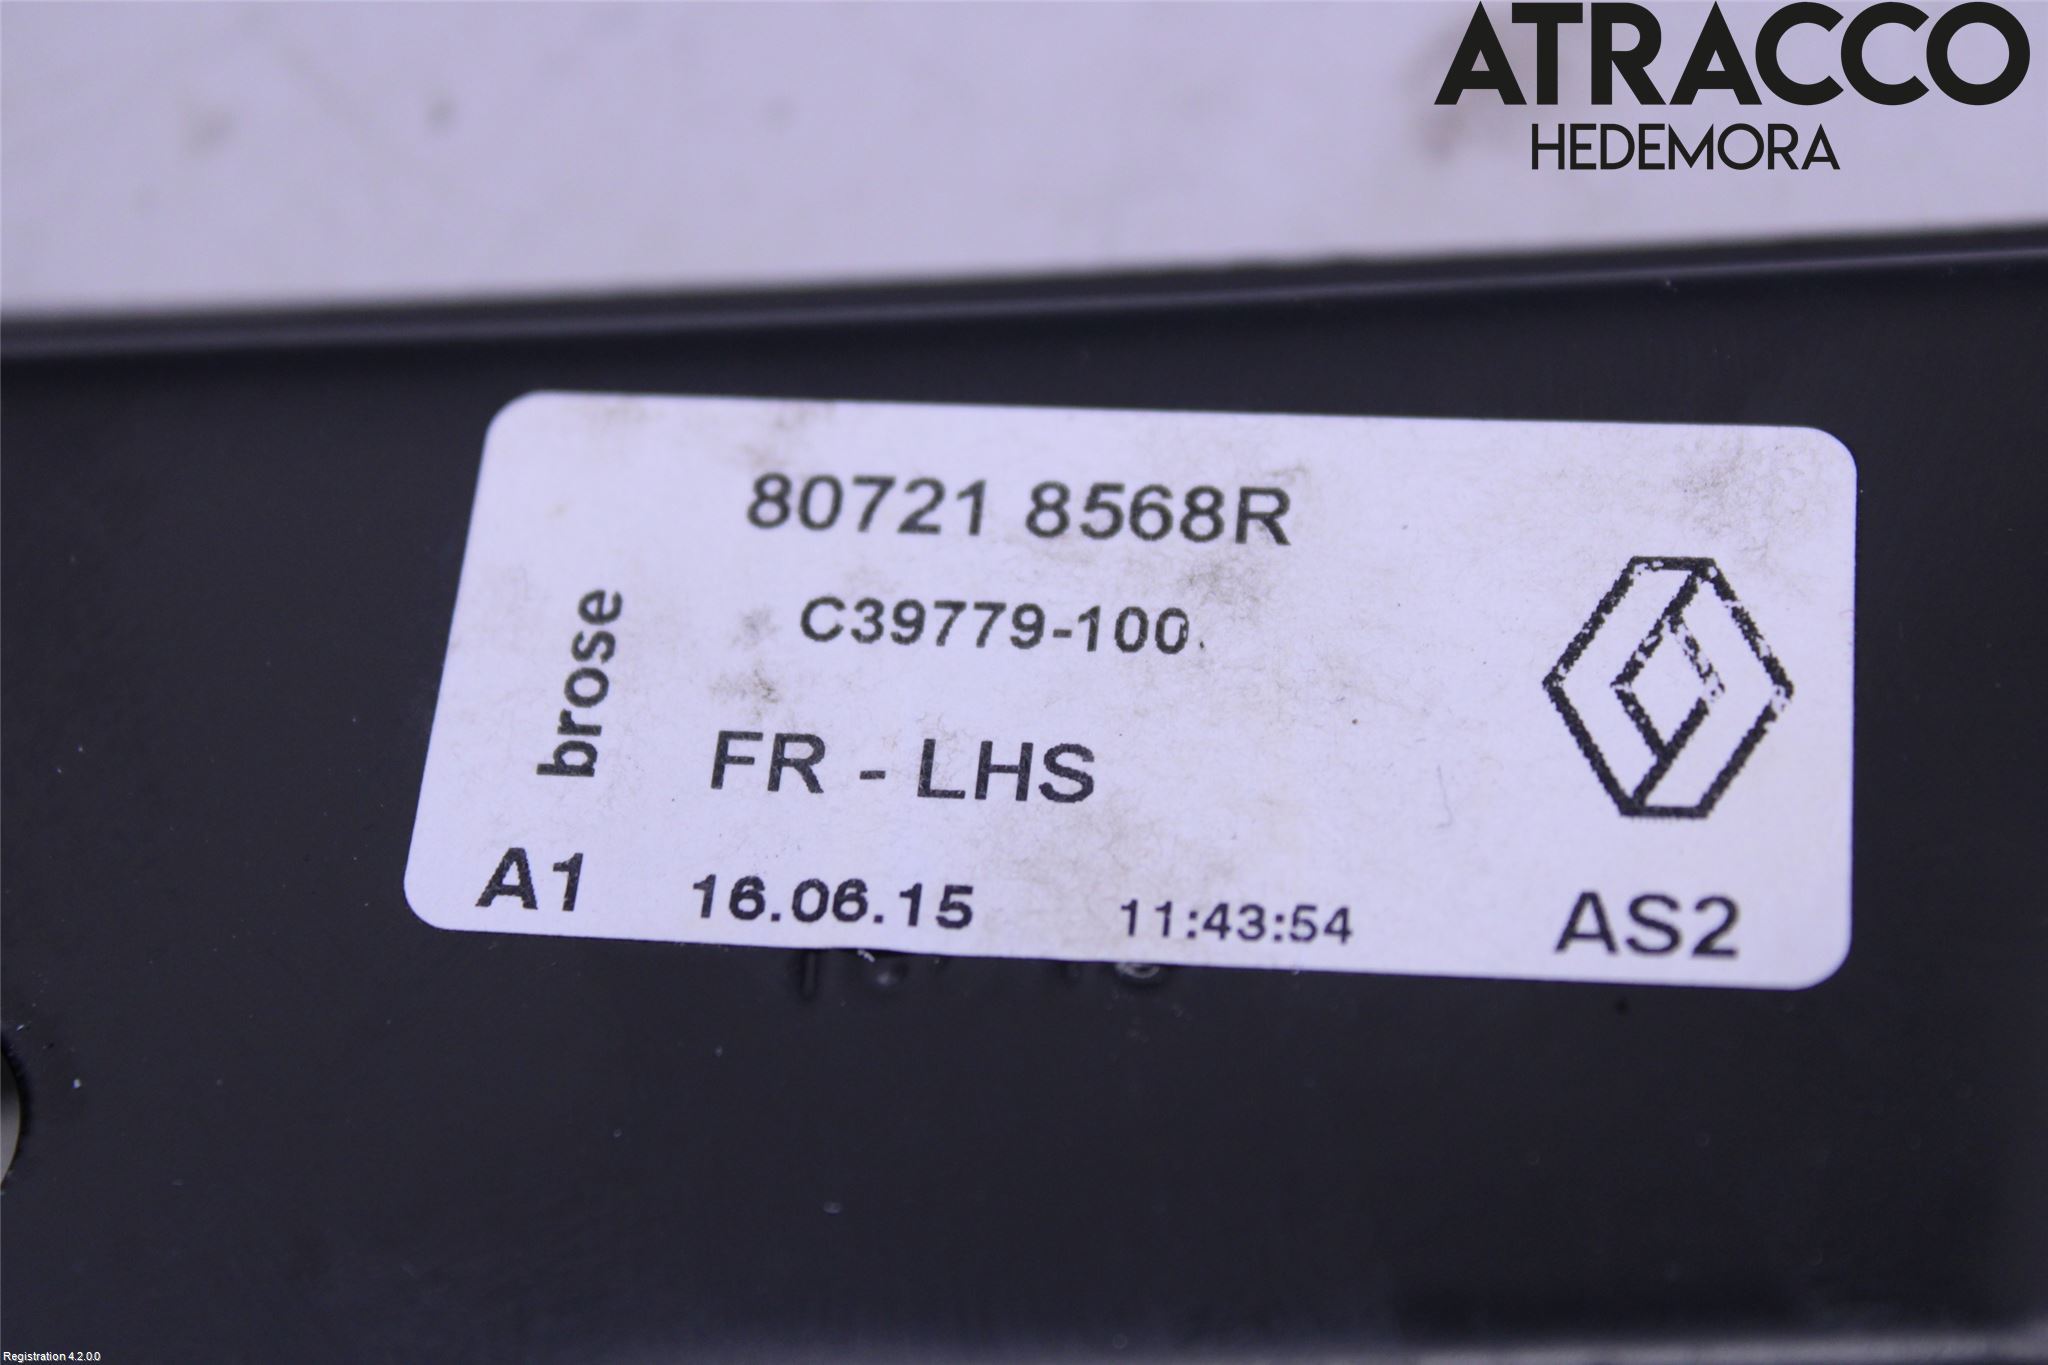 ATRACCO
HEDEMORA
80721 8568R
C39779-100
brose
FR - LHS
A1 16.06.15 11:43:54 AS2
Registration 4.2.0.0